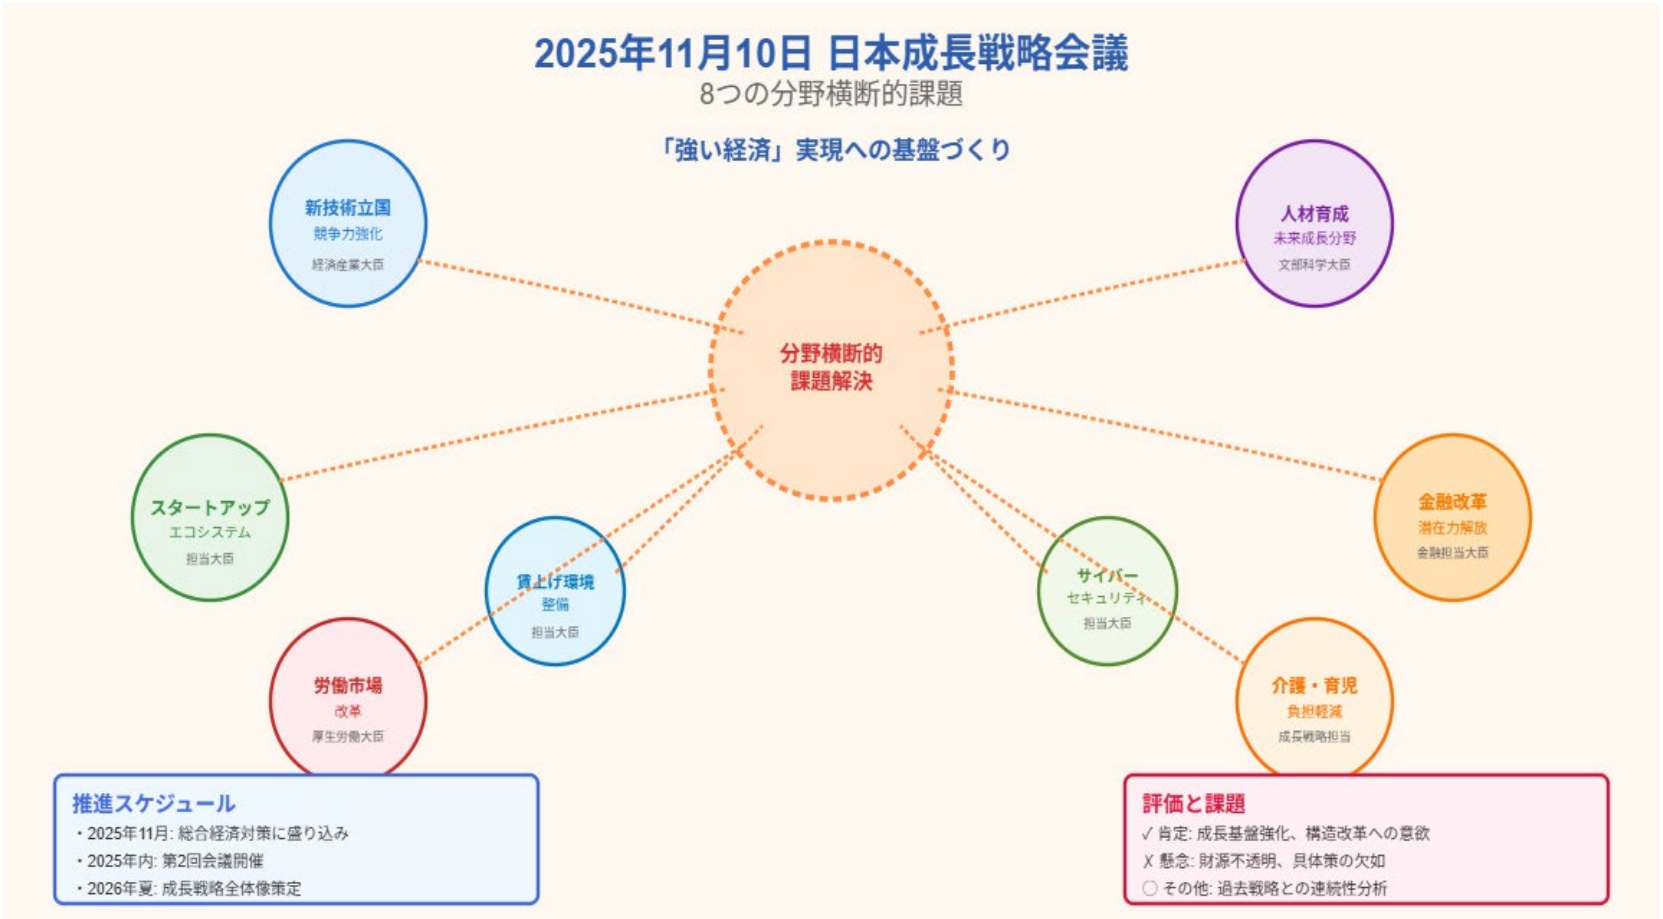 2025年11月10日 日本成長戦略会議
8つの分野横断的課題
「強い経済」実現への基盤づくり
新技術立国
競争力強化
経済産業大臣
人材育成
未来成長分野
文部科学大臣
分野横断的
課題解決
スタートアップ
エコシステム
担当大臣
金融改革
潜在力解放
金融担当大臣
賃上げ環境
整備
担当大臣
サイバー
セキュリティ
担当大臣
労働市場
改革
厚生労働大臣
介護・育児
負担軽減
成長戦略担当
推進スケジュール
・2025年11月: 総合経済対策に盛り込み
・2025年内: 第2回会議開催
・2026年夏: 成長戦略全体像策定
評価と課題
✓ 肯定: 成長基盤強化、構造改革への意欲
✗ 懸念: 財源不透明、具体策の欠如
○ その他: 過去戦略との連続性分析